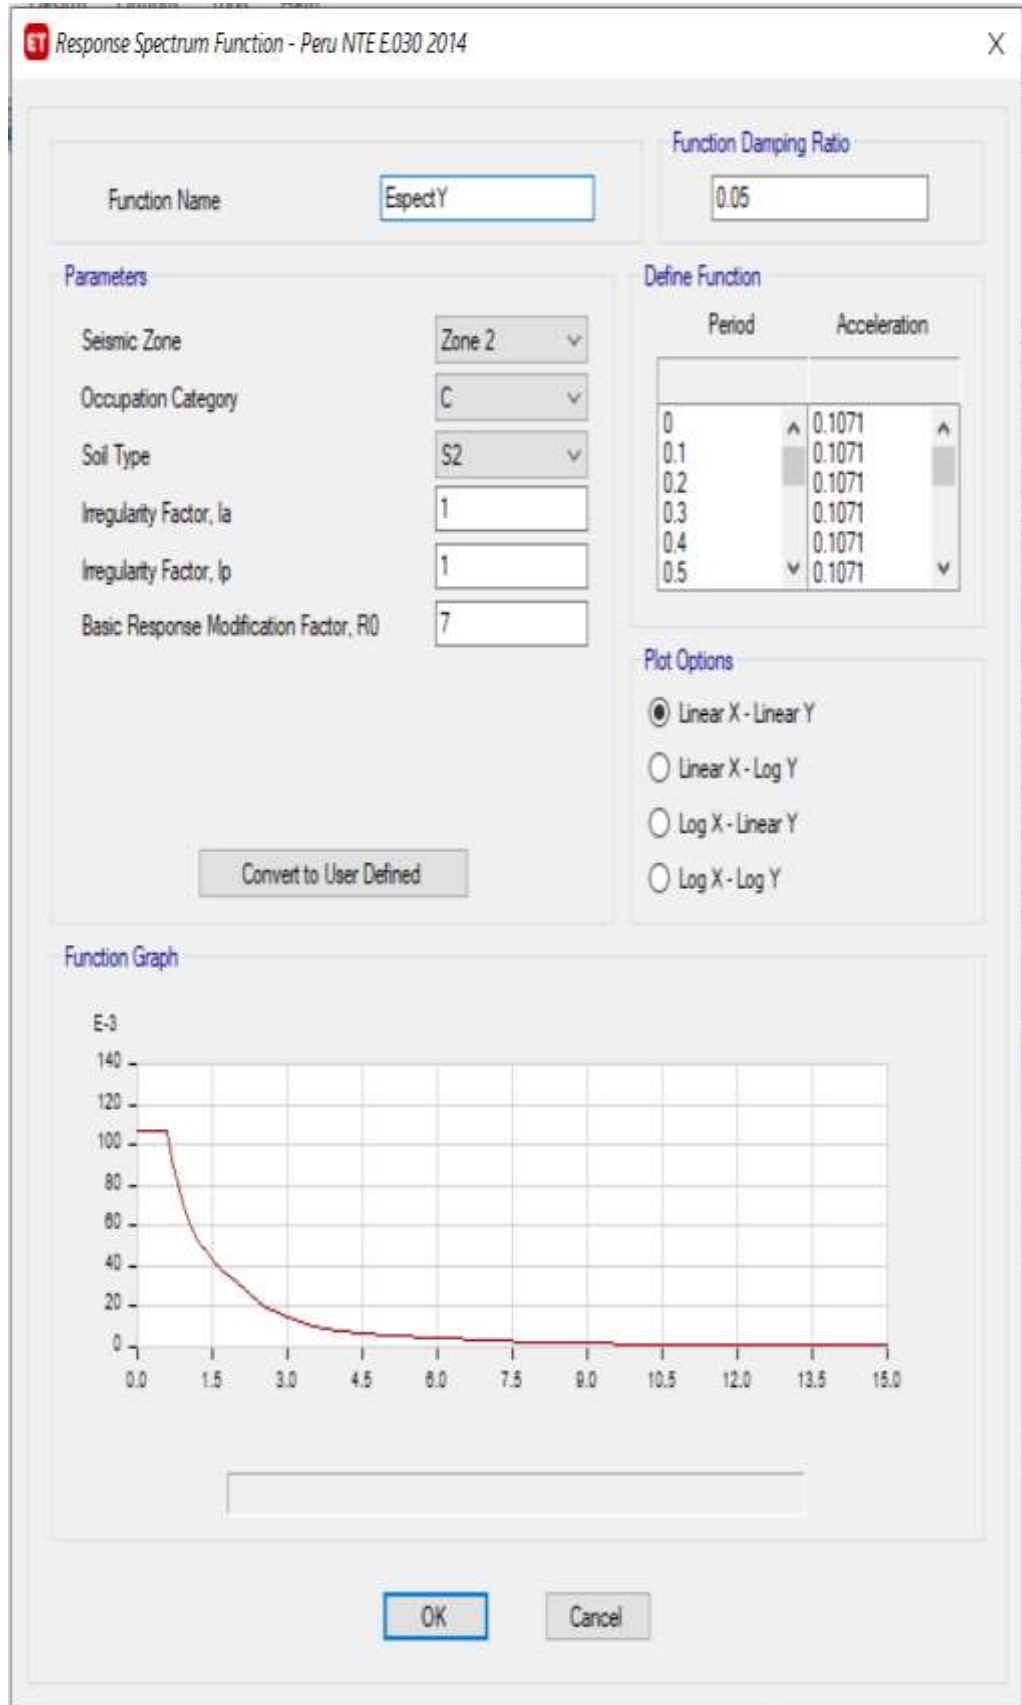 ET Response Spectrum Function - Peru NTE E.030 2014 X
Function Damping Ratio
Function Name EspectY 0.05
Parameters
Seismic Zone Zone 2
Occupation Category C
Soil Type S2
Irregularity Factor, Ia 1
Irregularity Factor, Ip 1
Basic Response Modification Factor, R0 7
Convert to User Defined
Define Function
Period Acceleration
0 0.1071
0.1 0.1071
0.2 0.1071
0.3 0.1071
0.4 0.1071
0.5 0.1071
Plot Options
Linear X - Linear Y
Linear X - Log Y
Log X - Linear Y
Log X - Log Y
Function Graph
E-3
140
120
100
80
60
40
20
0
0.0 1.5 3.0 4.5 6.0 7.5 9.0 10.5 12.0 13.5 15.0
OK Cancel